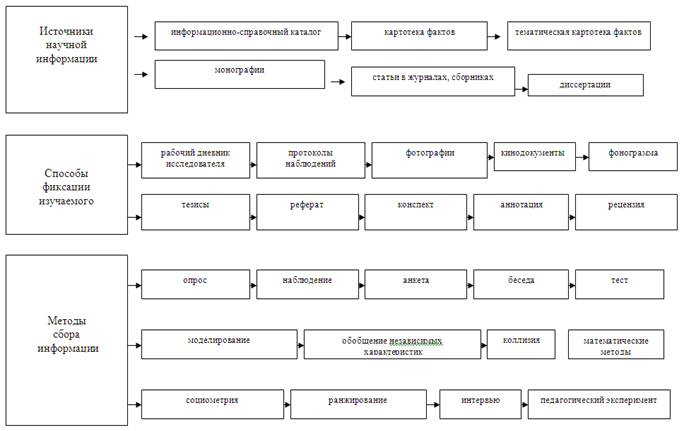 Источники
научной
информации
информационно-справочный каталог
картотека фактов
тематическая картотека фактов
монографии
статьи в журналах, сборниках
диссертации
Способы
фиксации
изучаемого
рабочий дневник
исследователя
протоколы
наблюдений
фотографии
кинодокументы
фонограмма
тезисы
реферат
конспект
аннотация
рецензия
Методы
сбора
информации
опрос
наблюдение
анкета
беседа
тест
моделирование
обобщение независимых
характеристик
коллизия
математические
методы
социометрия
ранжирование
интервью
педагогический эксперимент